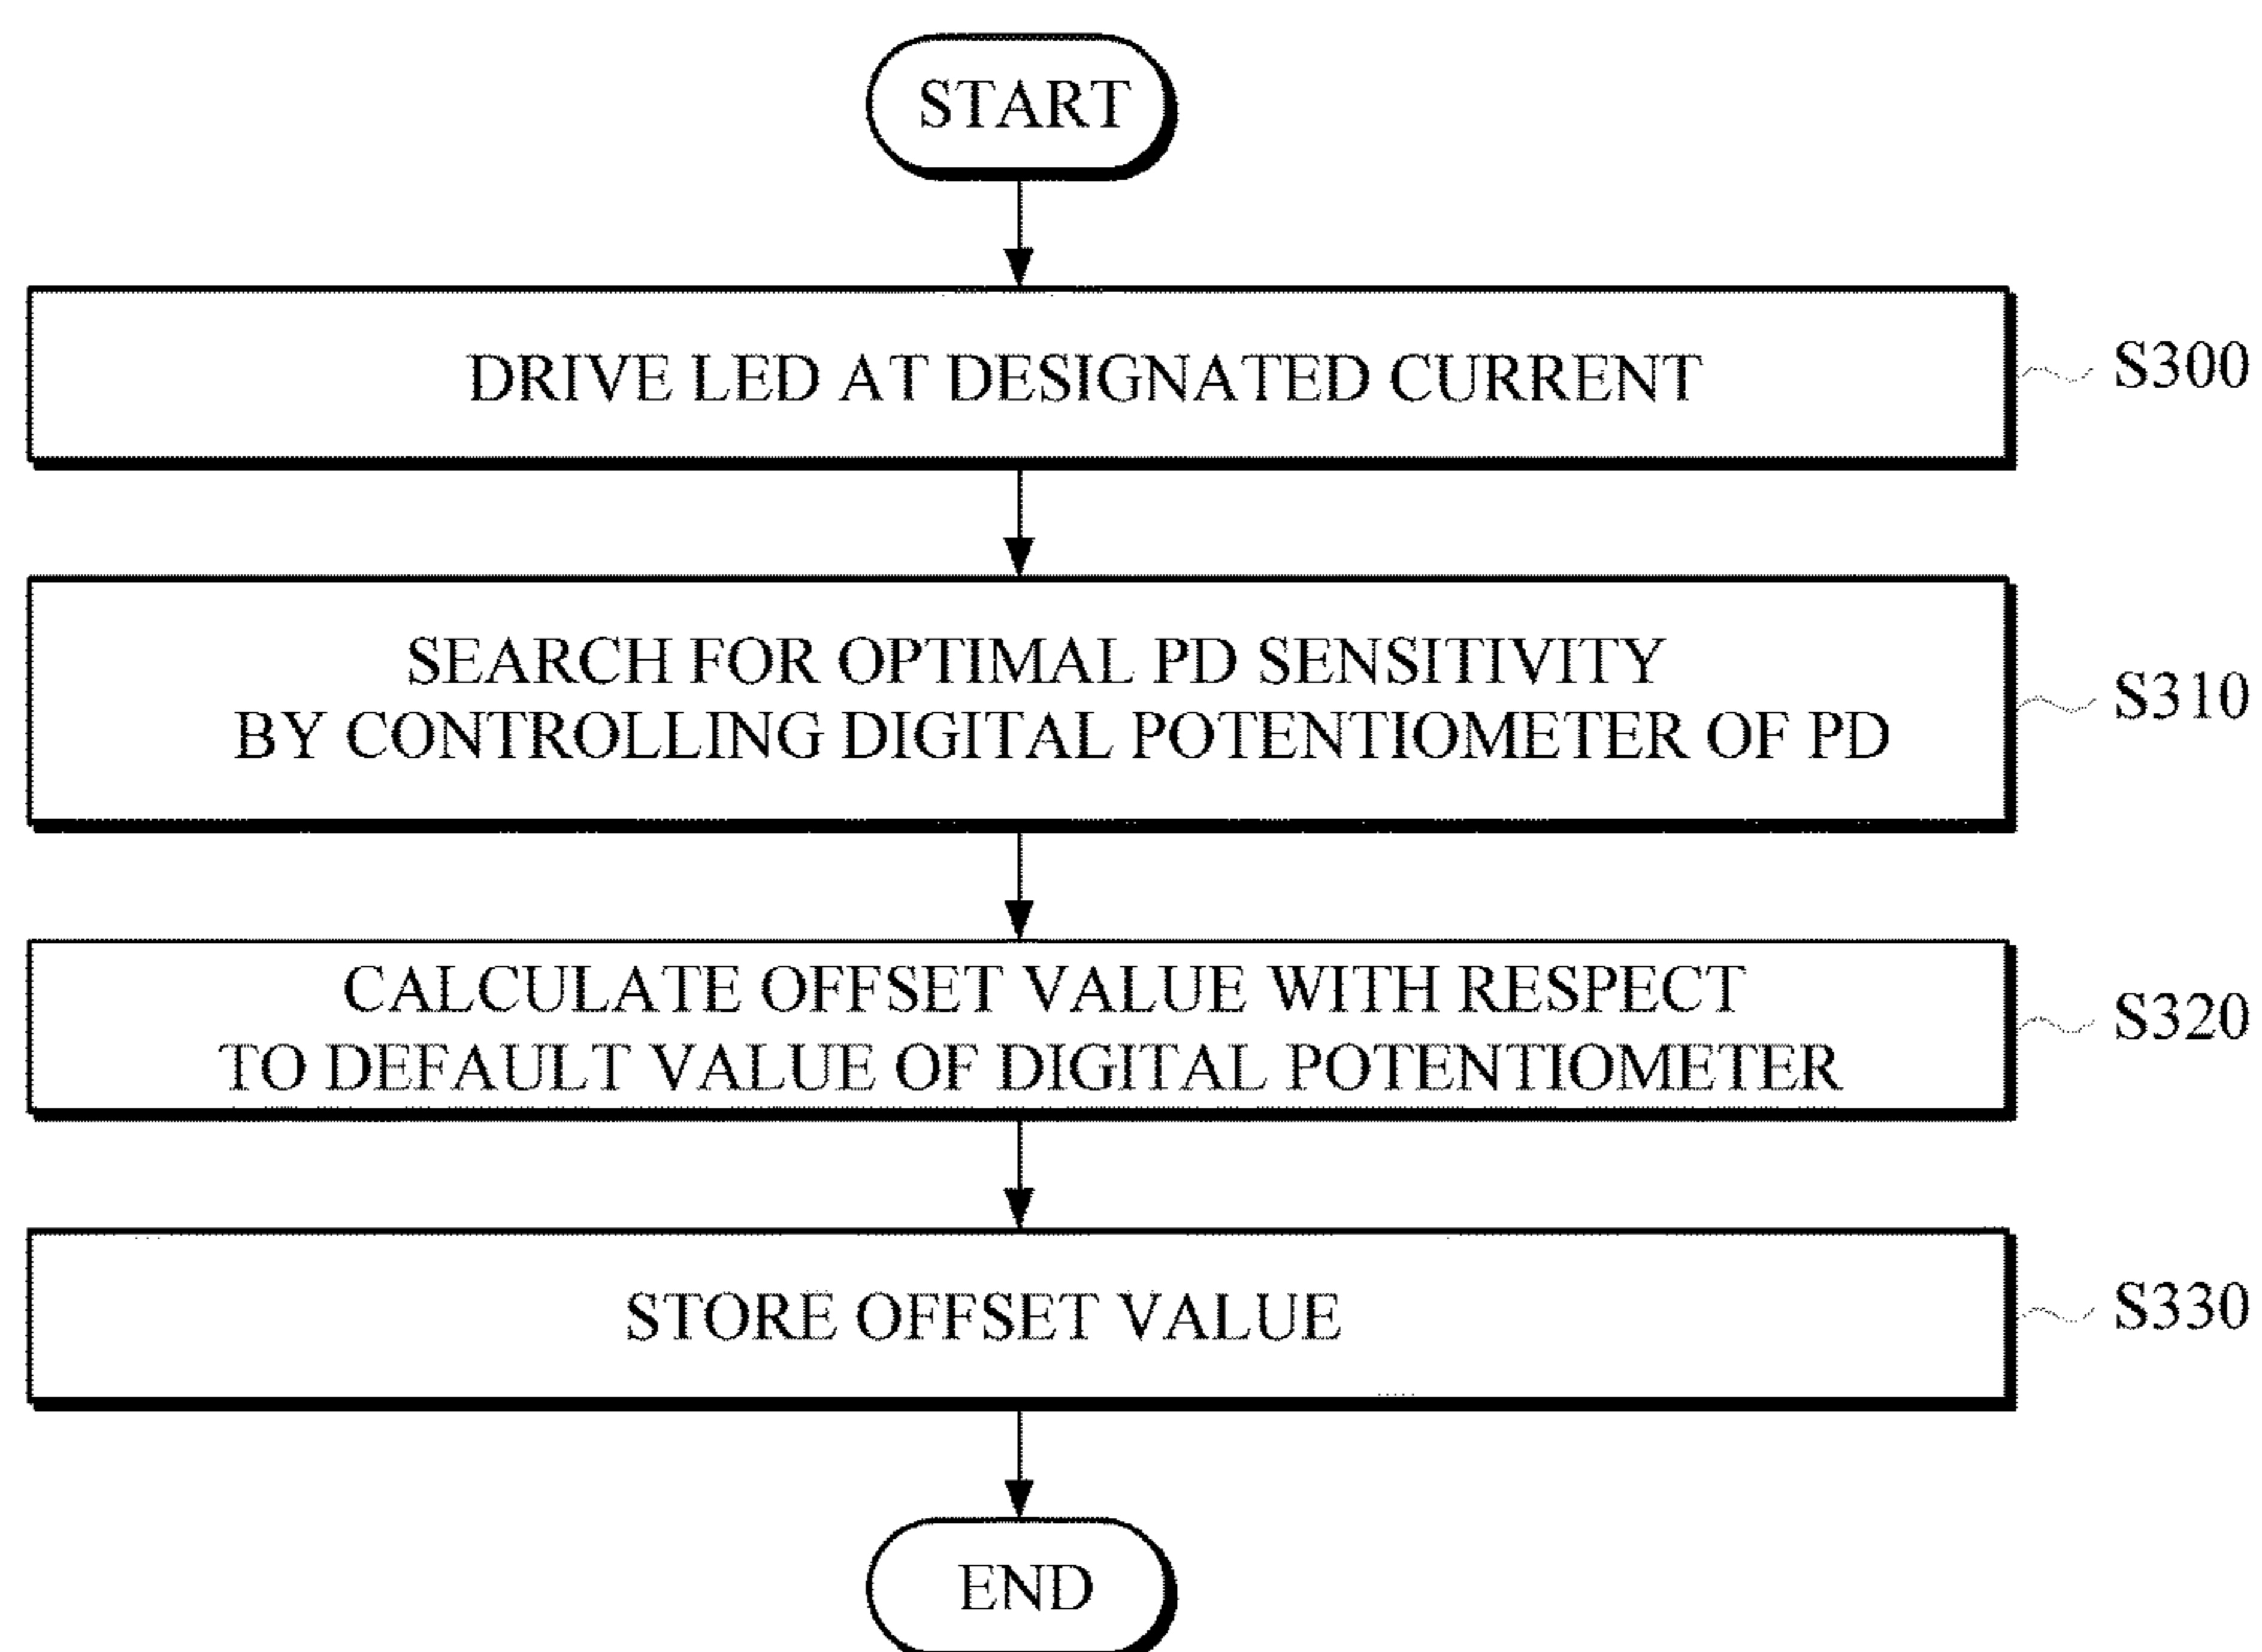 START
DRIVE LED AT DESIGNATED CURRENT
S300
SEARCH FOR OPTIMAL PD SENSITIVITY
BY CONTROLLING DIGITAL POTENTIOMETER OF PD
S310
CALCULATE OFFSET VALUE WITH RESPECT
TO DEFAULT VALUE OF DIGITAL POTENTIOMETER
S320
STORE OFFSET VALUE
S330
END